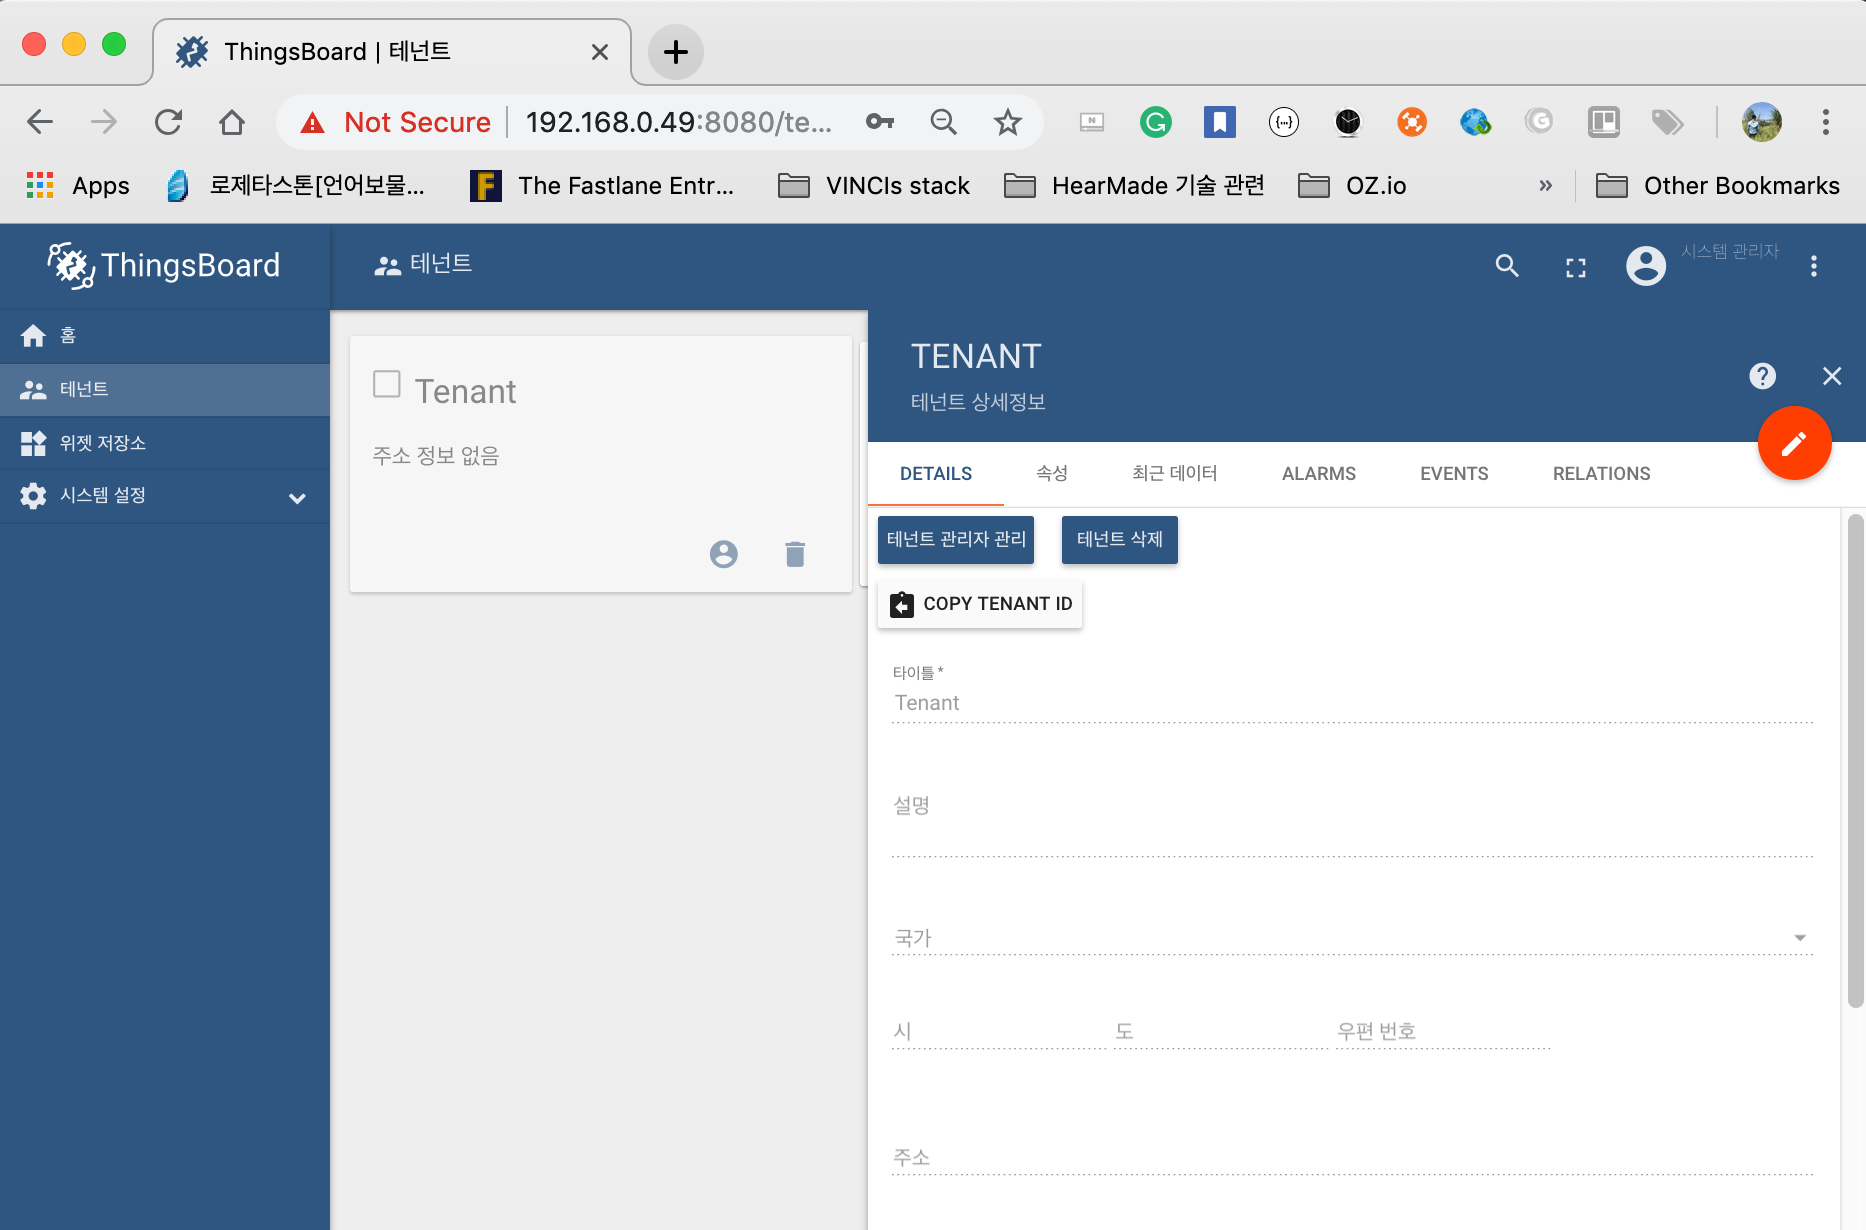 ThingsBoard | 테넌트
Not Secure
192.168.0.49:8080/te...
Apps
로제타스톤[언어보물...
The Fastlane Entr...
VINCIs stack
HearMade 기술 관련
OZ.io
»
Other Bookmarks
ThingsBoard
테넌트
시스템 관리자
홈
테넌트
위젯 저장소
시스템 설정
Tenant
주소 정보 없음
TENANT
테넌트 상세정보
DETAILS
속성
최근 데이터
ALARMS
EVENTS
RELATIONS
테넌트 관리자 관리
테넌트 삭제
COPY TENANT ID
타이틀 *
Tenant
설명
국가
시
도
우편 번호
주소